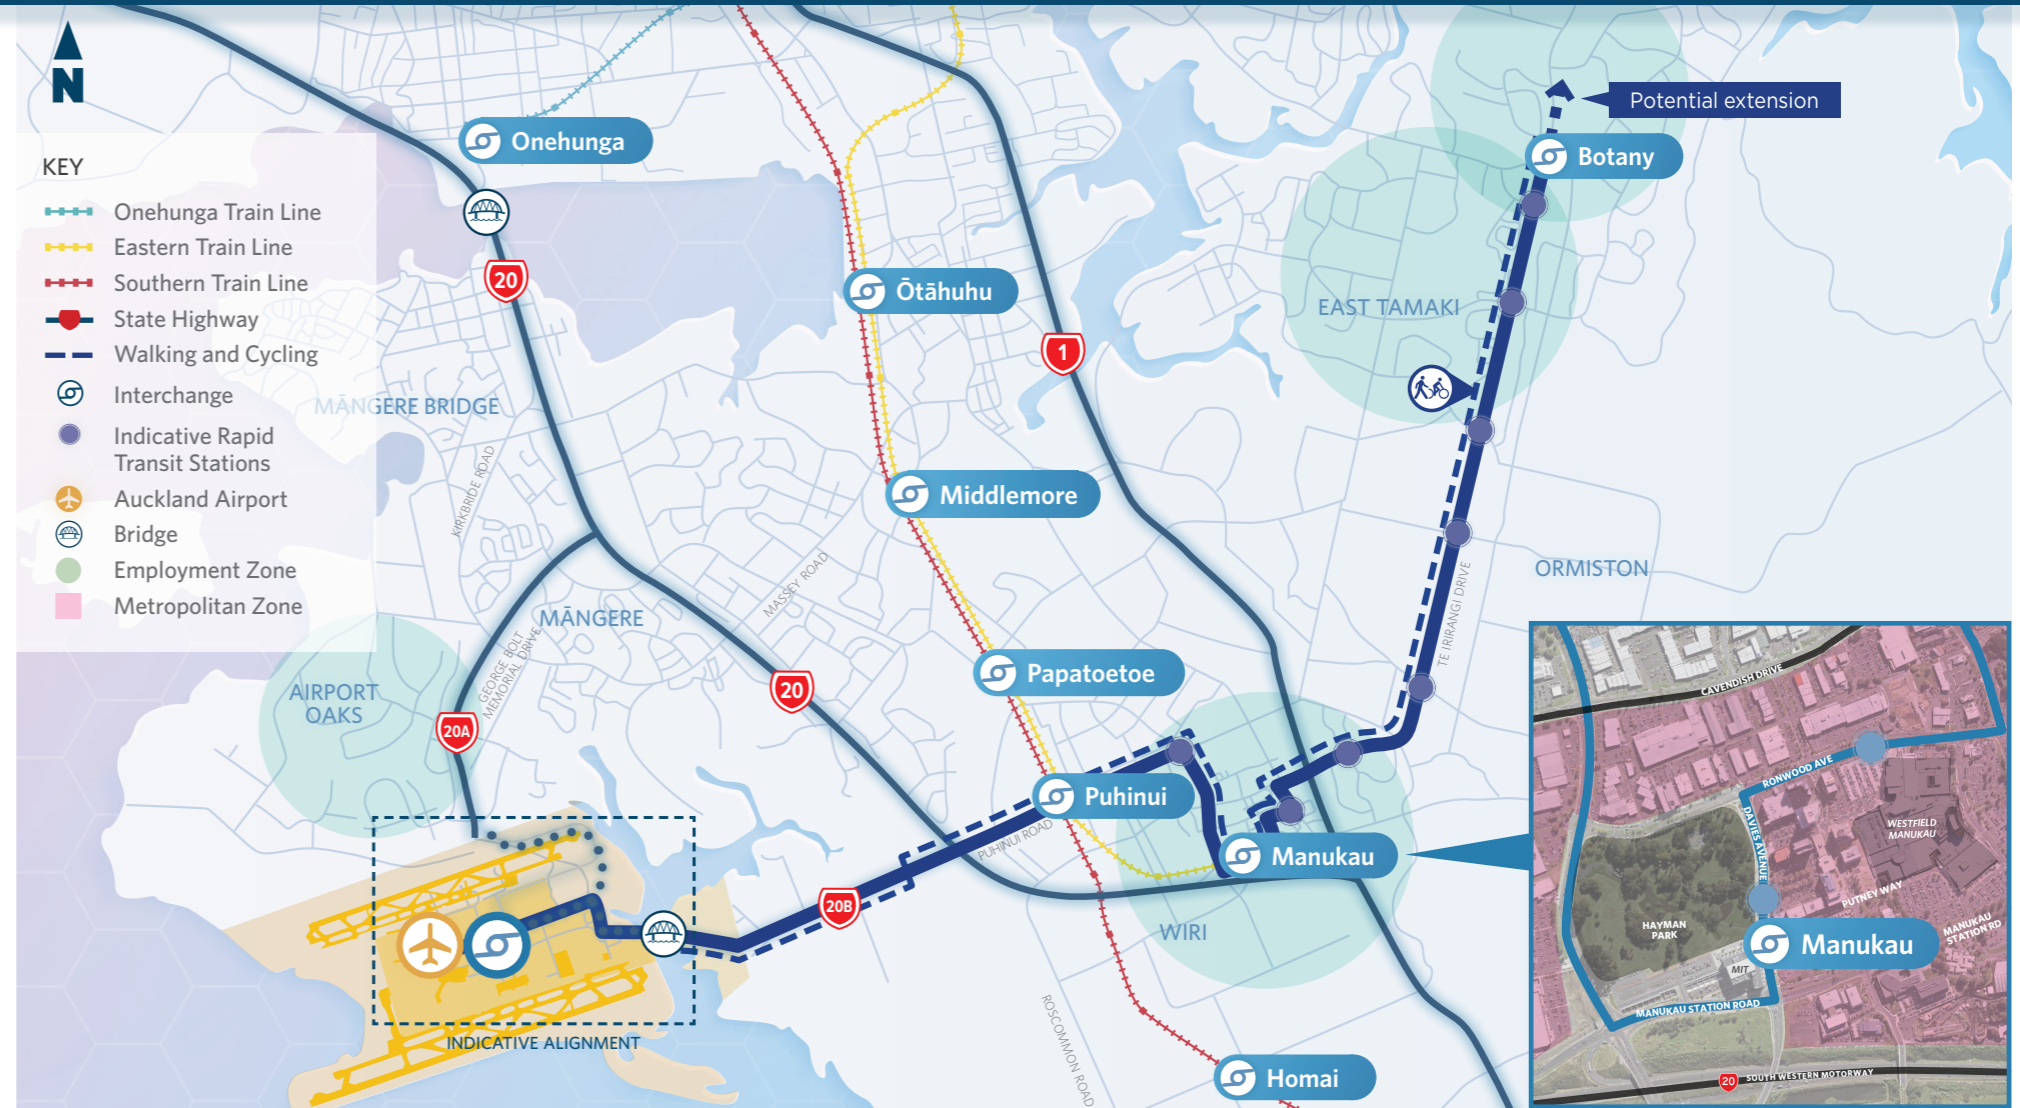 N
KEY
Onehunga Train Line
Eastern Train Line
Southern Train Line
State Highway
Walking and Cycling
Interchange
Indicative Rapid
Transit Stations
Auckland Airport
Bridge
Employment Zone
Metropolitan Zone
Onehunga
20
Ōtāhuhu
1
Potential extension
Botany
EAST TAMAKI
MĀNGERE BRIDGE
KIRKBRIDE ROAD
Middlemore
MASSEY ROAD
MĀNGERE
GEORGE BOLT
MEMORIAL DRIVE
AIRPORT
OAKS
20A
20
Papatoetoe
ORMISTON
TE IRIRANGI DRIVE
Puhinui
PUHINUI ROAD
Manukau
20B
WIRI
INDICATIVE ALIGNMENT
ROSCOMMON ROAD
Homai
CAVENDISH DRIVE
RONWOOD AVE
DAVIES AVENUE
WESTFIELD
MANUKAU
PUTNEY WAY
HAYMAN
PARK
MANUKAU
STATION RD
Manukau
MIT
MANUKAU STATION ROAD
20
SOUTH WESTERN MOTORWAY